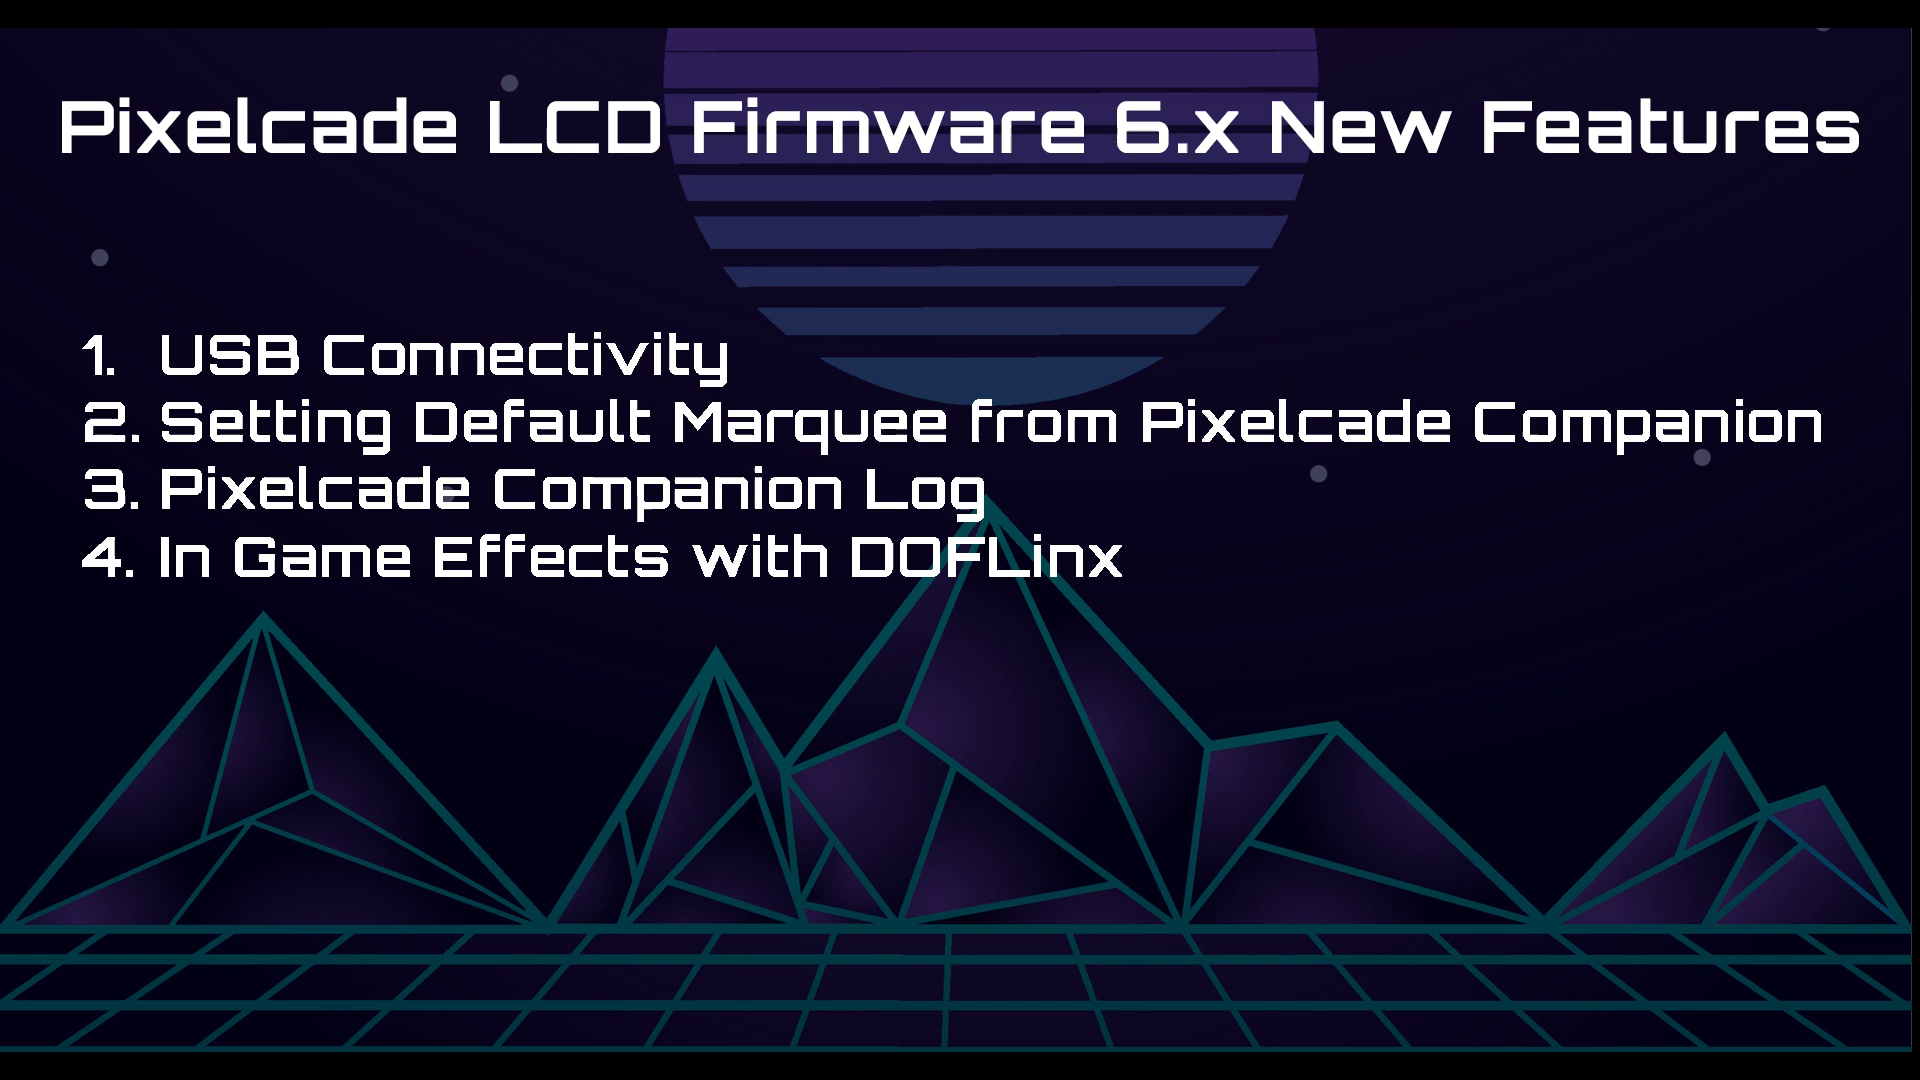 Pixelcade LCD Firmware 6.x New Features
1. USB Connectivity
2. Setting Default Marquee from Pixelcade Companion
3. Pixelcade Companion Log
4. In Game Effects with DOFLinx